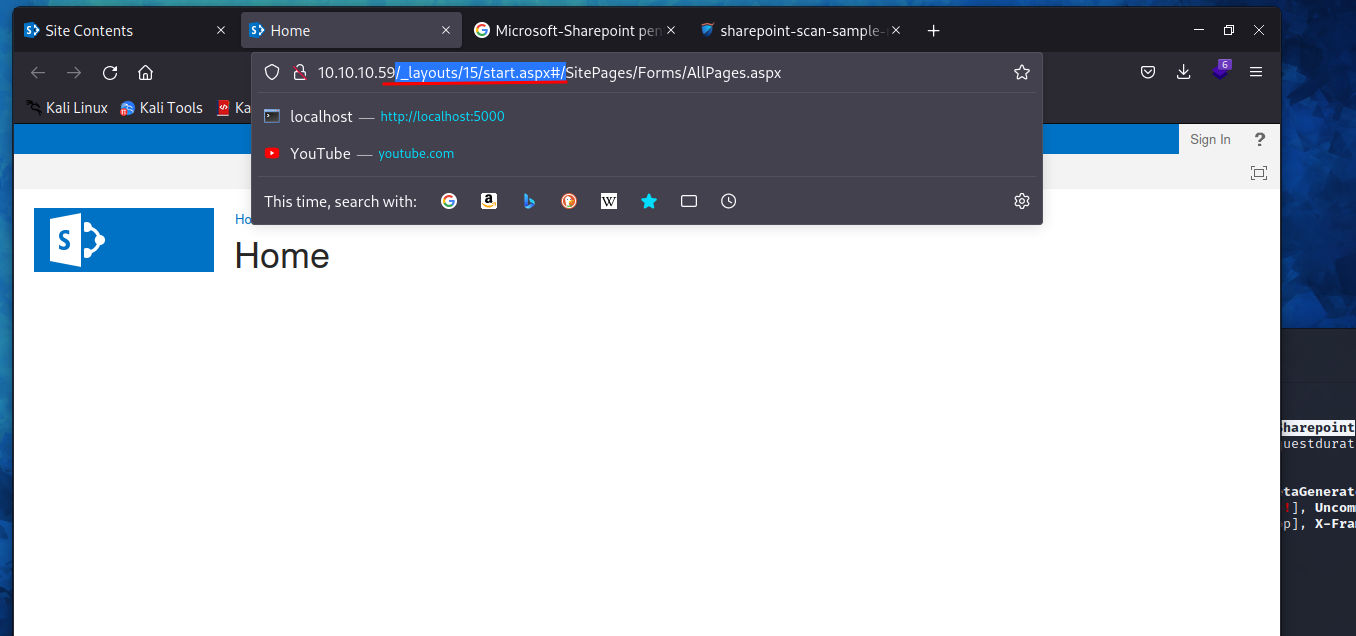 Site Contents
Home
Microsoft-Sharepoint pen
sharepoint-scan-sample-
10.10.10.59/_layouts/15/start.aspx#/SitePages/Forms/AllPages.aspx
6
Kali Linux
Kali Tools
Ka
localhost — http://localhost:5000
YouTube — youtube.com
This time, search with:
Sign In
?
S
Ho
Home
Sharepoint
uestdurat
taGenerat
!], Uncom
p], X-Fra